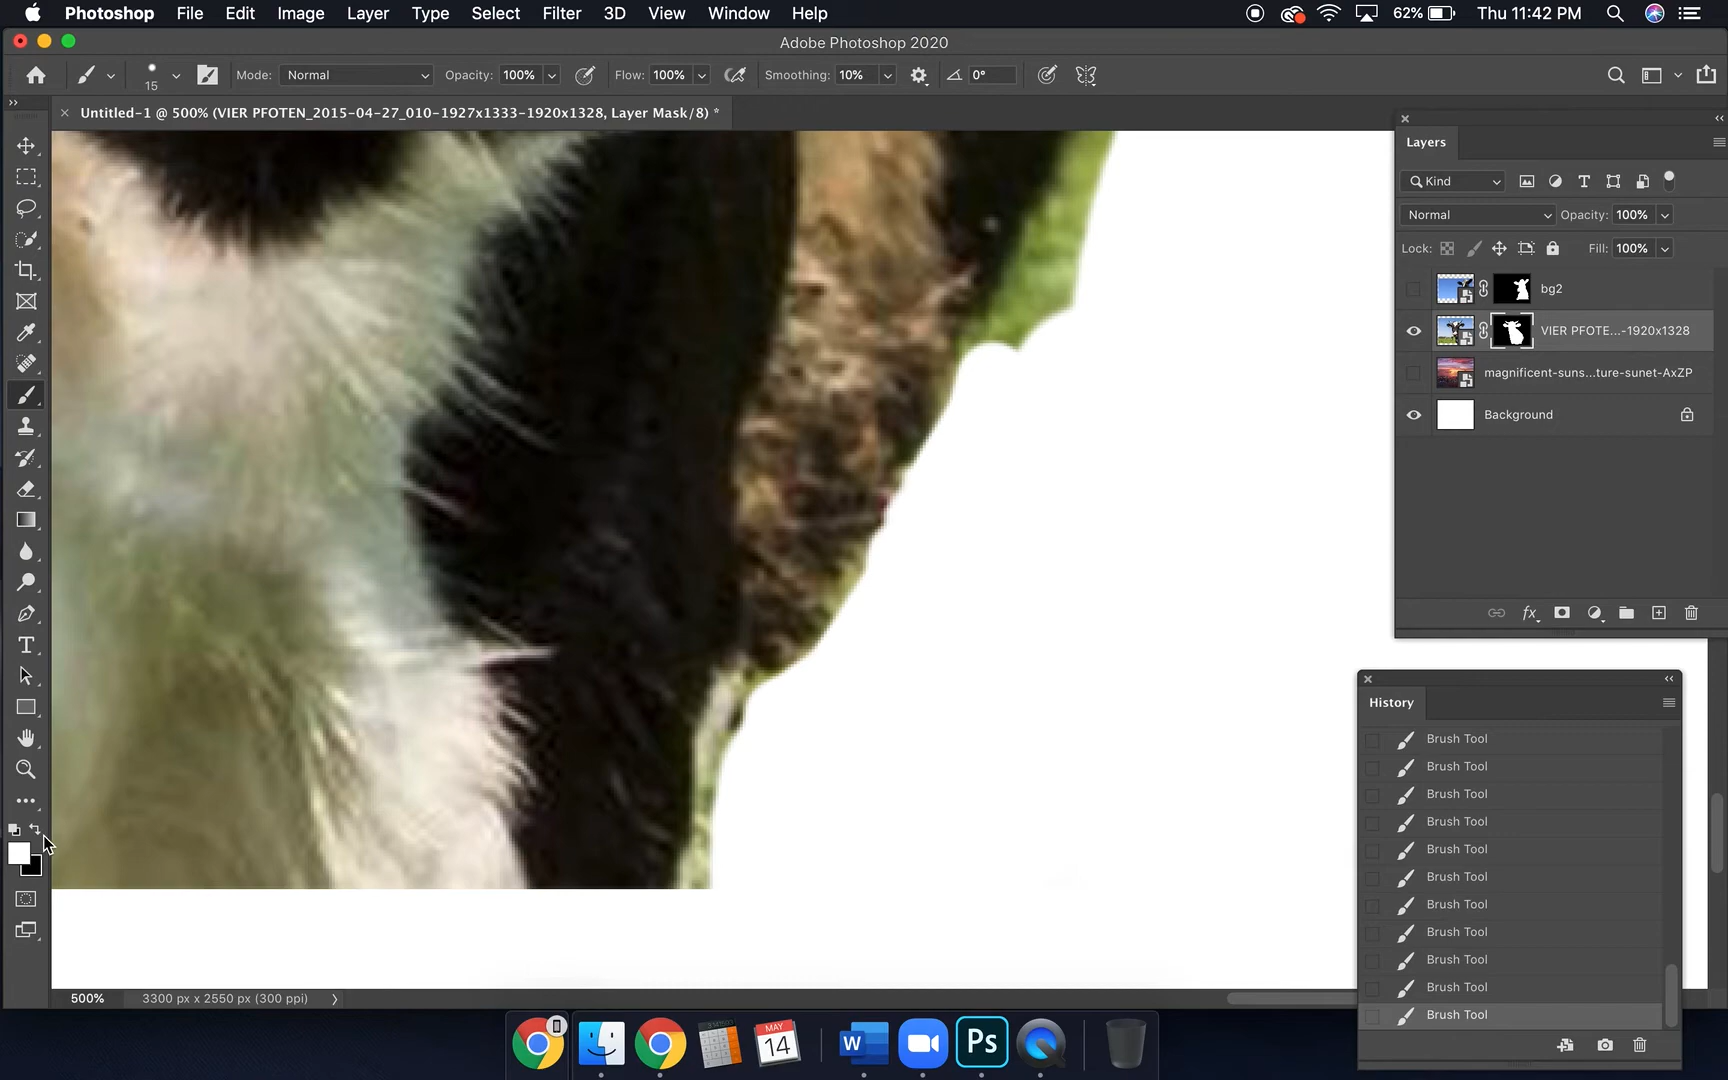 Photoshop File Edit Image Layer Type Select Filter 3D View Window Help 62% Thu 11:42 PM
Adobe Photoshop 2020
15 Mode: Normal Opacity: 100% Flow: 100% Smoothing: 10% 0°
Untitled-1 @ 500% (VIER PFOTEN_2015-04-27_010-1927x1333-1920x1328, Layer Mask/8) *
Layers
Kind
Normal Opacity: 100%
Lock: Fill: 100%
bg2
VIER PFOTE...-1920x1328
magnificent-suns...ture-sunet-AxZP
Background
fx
History
Brush Tool
Brush Tool
Brush Tool
Brush Tool
Brush Tool
Brush Tool
Brush Tool
Brush Tool
Brush Tool
Brush Tool
Brush Tool
500% 3300 px x 2550 px (300 ppi)
MAY
14
W
Ps